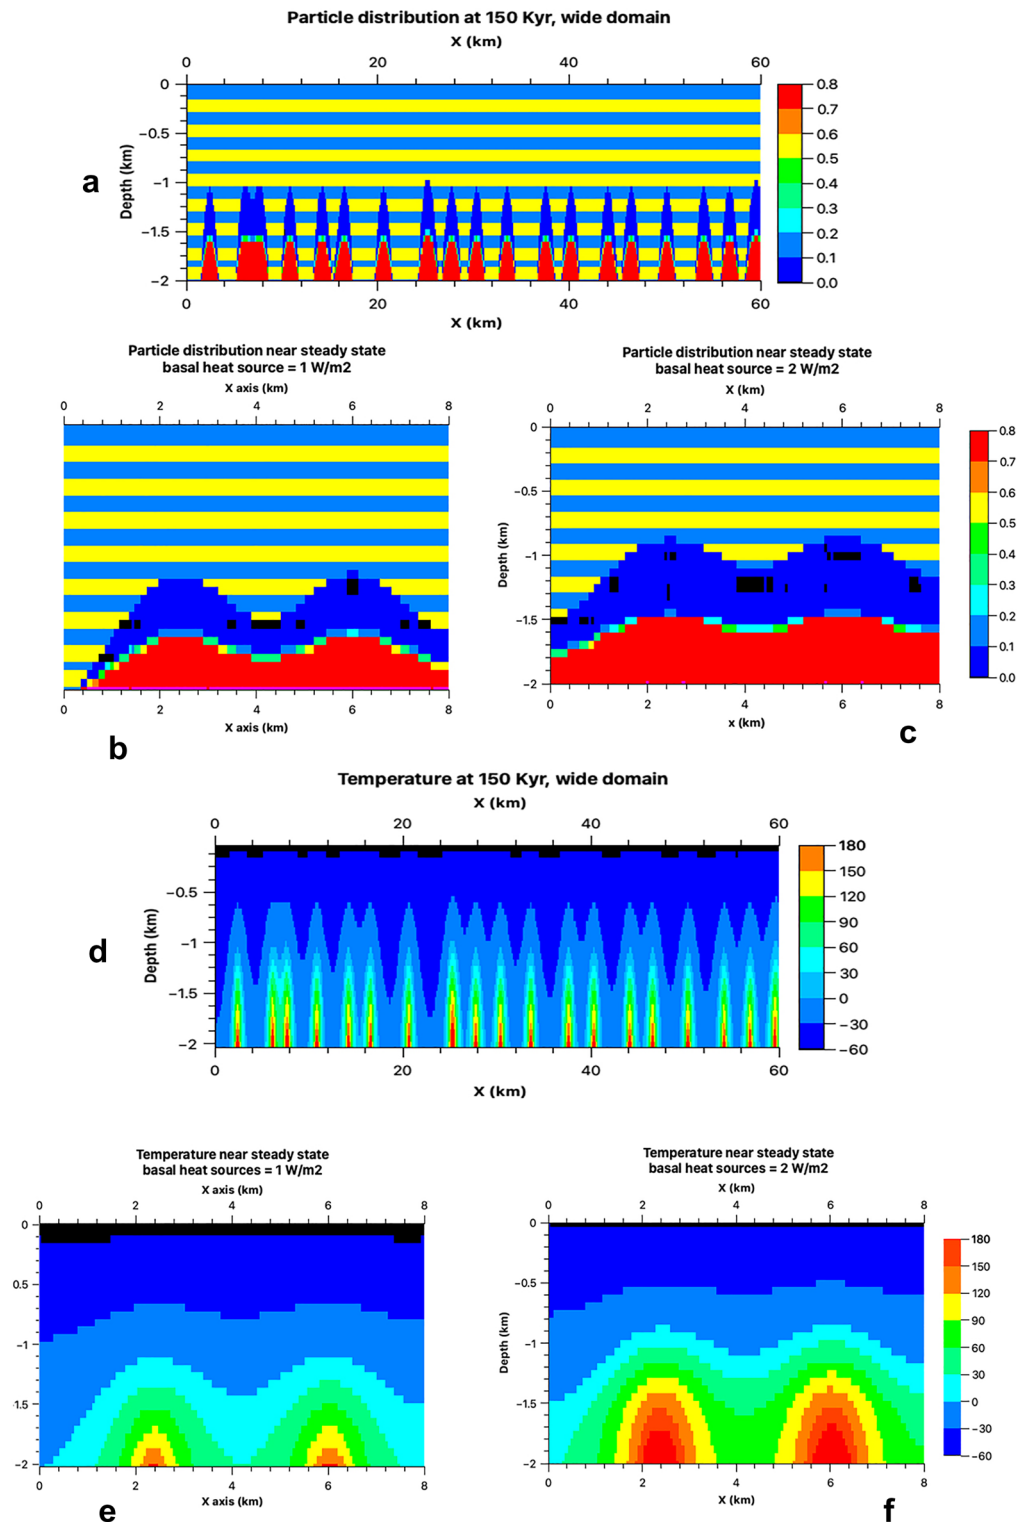 Particle distribution at 150 Kyr, wide domain
X (km)
0 20 40 60
0
−0.5
−1
−1.5
−2
Depth (km)
a
0.8
0.7
0.6
0.5
0.4
0.3
0.2
0.1
0.0
0 20 40 60
X (km)
Particle distribution near steady state
basal heat source = 1 W/m2
X axis (km)
0 2 4 6 8
0 2 4 6 8
X axis (km)
b
Particle distribution near steady state
basal heat source = 2 W/m2
X (km)
0 2 4 6 8
0
−0.5
−1
−1.5
−2
Depth (km)
0.8
0.7
0.6
0.5
0.4
0.3
0.2
0.1
0.0
0 2 4 6 8
x (km)
c
Temperature at 150 Kyr, wide domain
X (km)
0 20 40 60
−0.5
−1
−1.5
−2
Depth (km)
d
180
150
120
90
60
30
0
−30
−60
0 20 40 60
X (km)
Temperature near steady state
basal heat sources = 1 W/m2
X axis (km)
0 2 4 6 8
0
0.5
−1
−1.5
−2
0 2 4 6 8
X axis (km)
e
Temperature near steady state
basal heat sources = 2 W/m2
X (km)
0 2 4 6 8
0
−0.5
−1
−1.5
−2
Depth (km)
180
150
120
90
60
30
0
−30
−60
0 2 4 6 8
X (km)
f